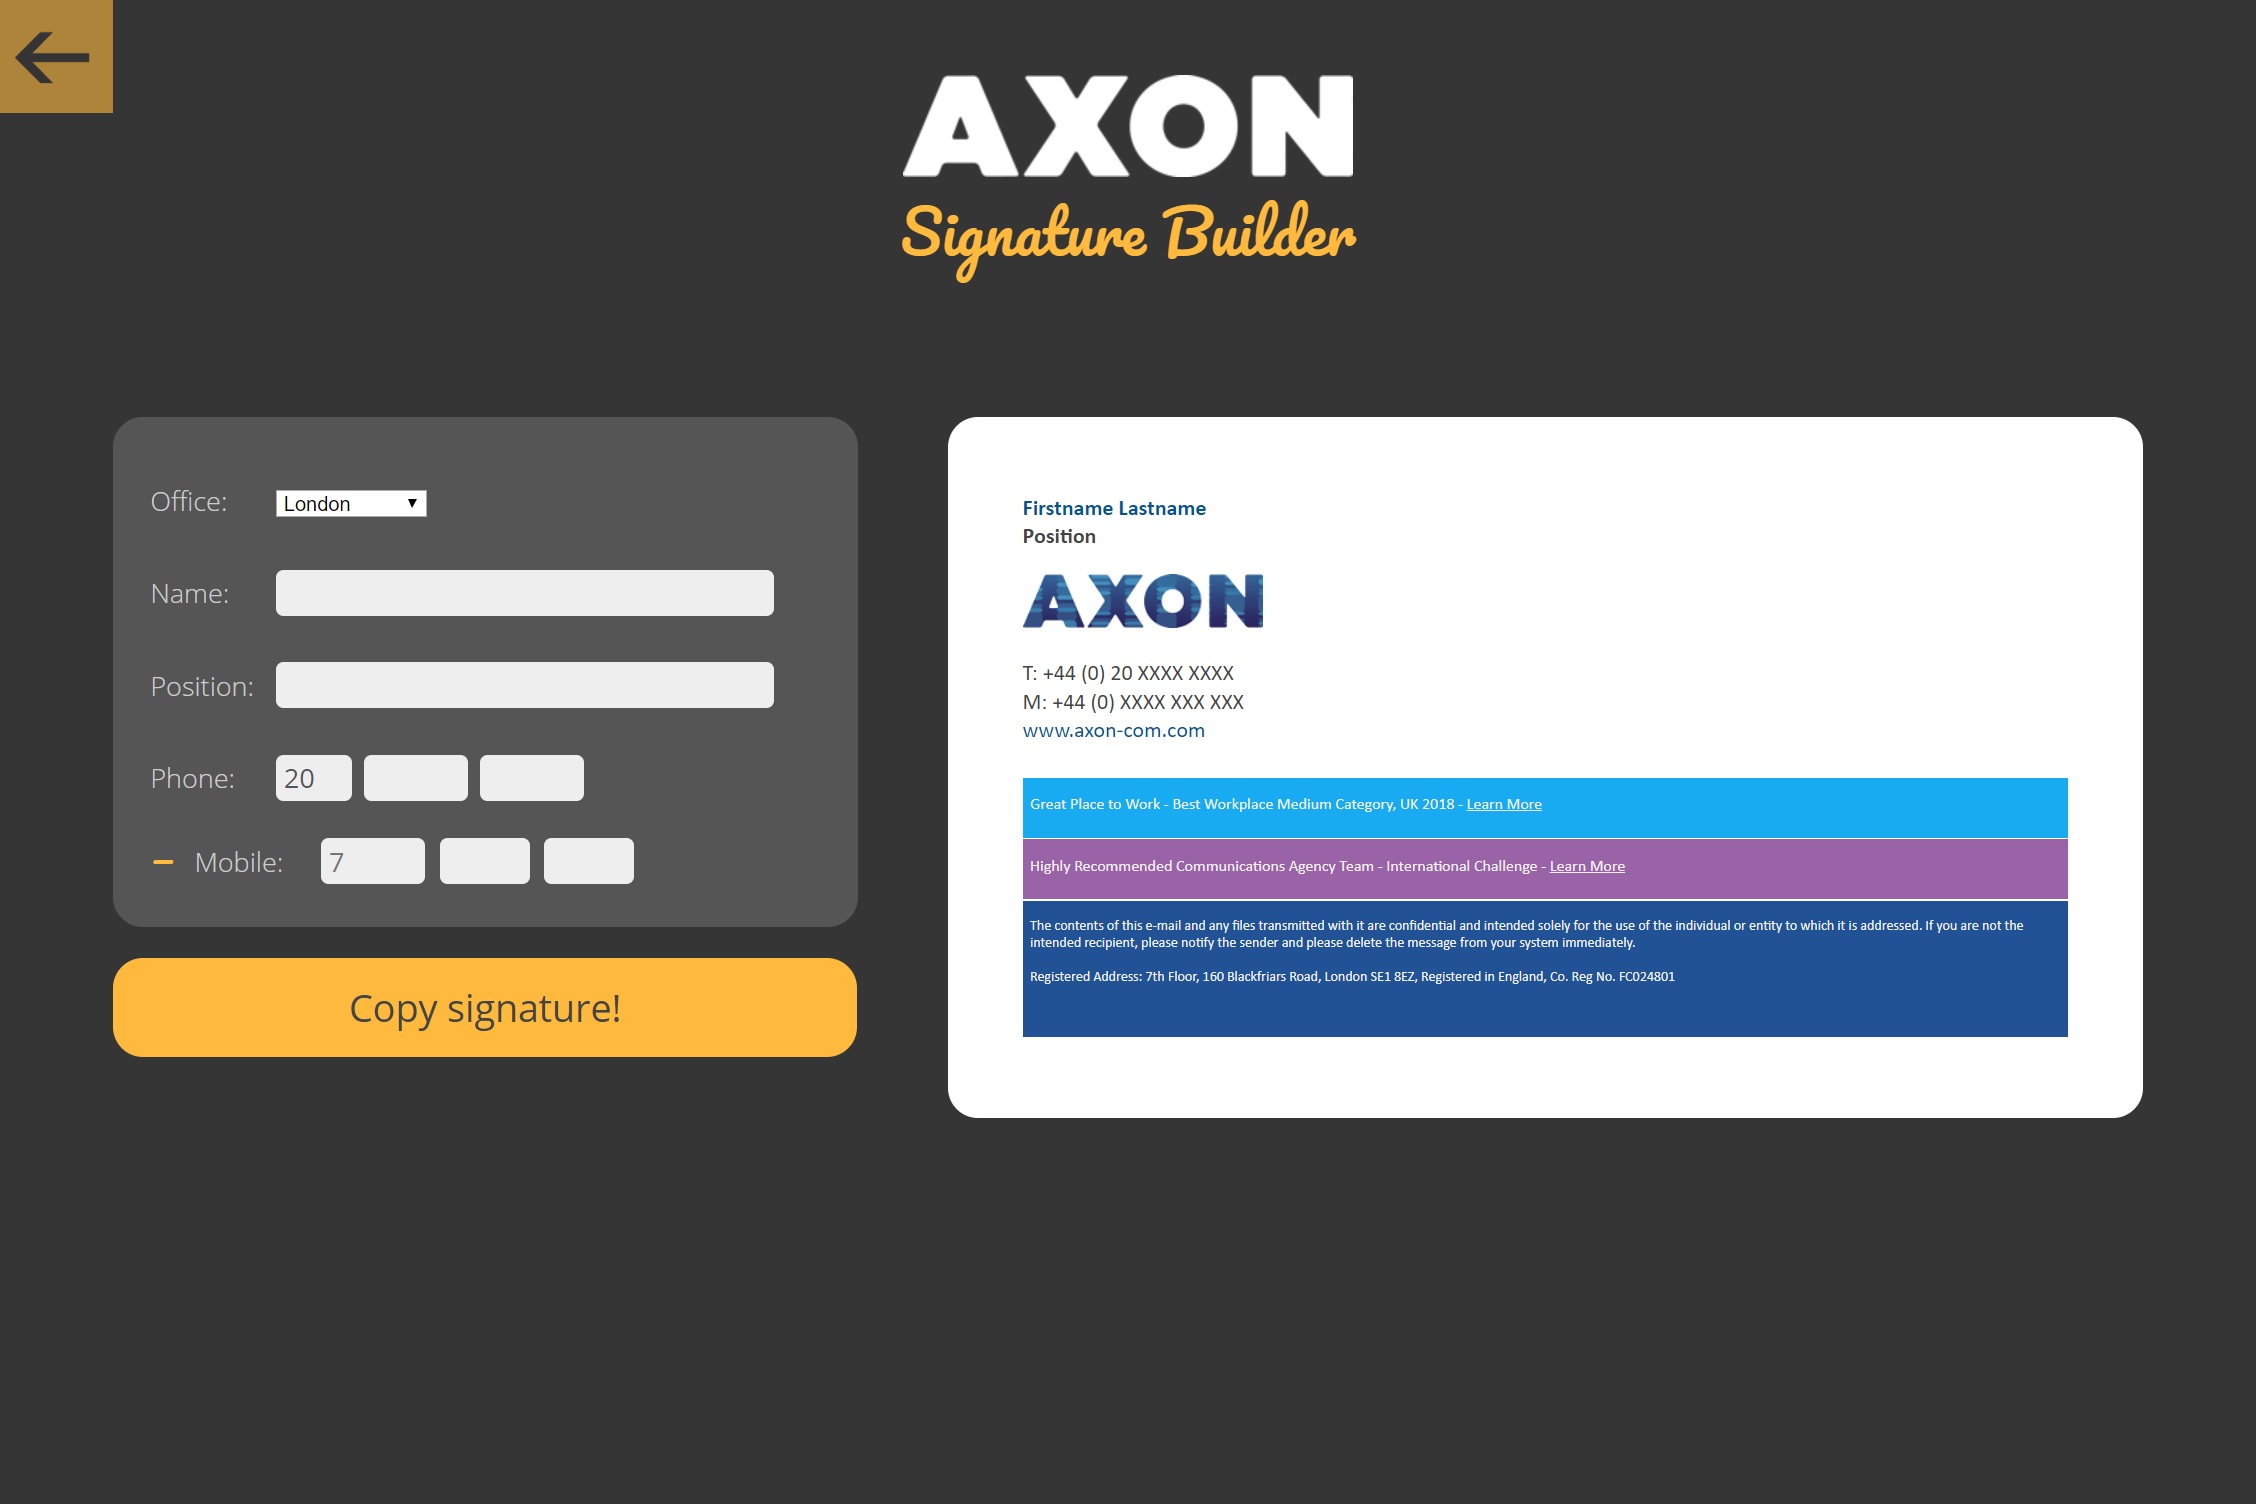 AXON
Signature Builder
Office:
London
Name:
Position:
Phone:
20
Mobile:
7
Copy signature!
Firstname Lastname
Position
AXON
T: +44 (0) 20 XXXX XXXX
M: +44 (0) XXXX XXX XXX
www.axon-com.com
Great Place to Work - Best Workplace Medium Category, UK 2018 - Learn More
Highly Recommended Communications Agency Team - International Challenge - Learn More
The contents of this e-mail and any files transmitted with it are confidential and intended solely for the use of the individual or entity to which it is addressed. If you are not the
intended recipient, please notify the sender and please delete the message from your system immediately.
Registered Address: 7th Floor, 160 Blackfriars Road, London SE1 8EZ, Registered in England, Co. Reg No. FC024801